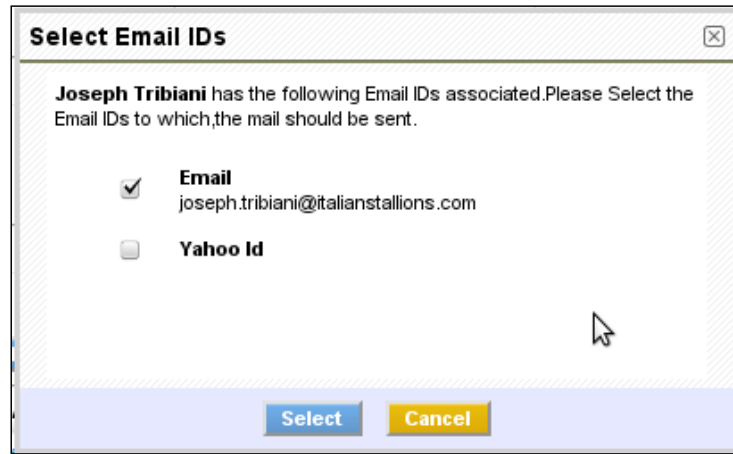 Select Email IDs
Joseph Tribiani has the following Email IDs associated.Please Select the
Email IDs to which,the mail should be sent.
Email
joseph.tribiani@italianstallions.com
Yahoo Id
Select Cancel